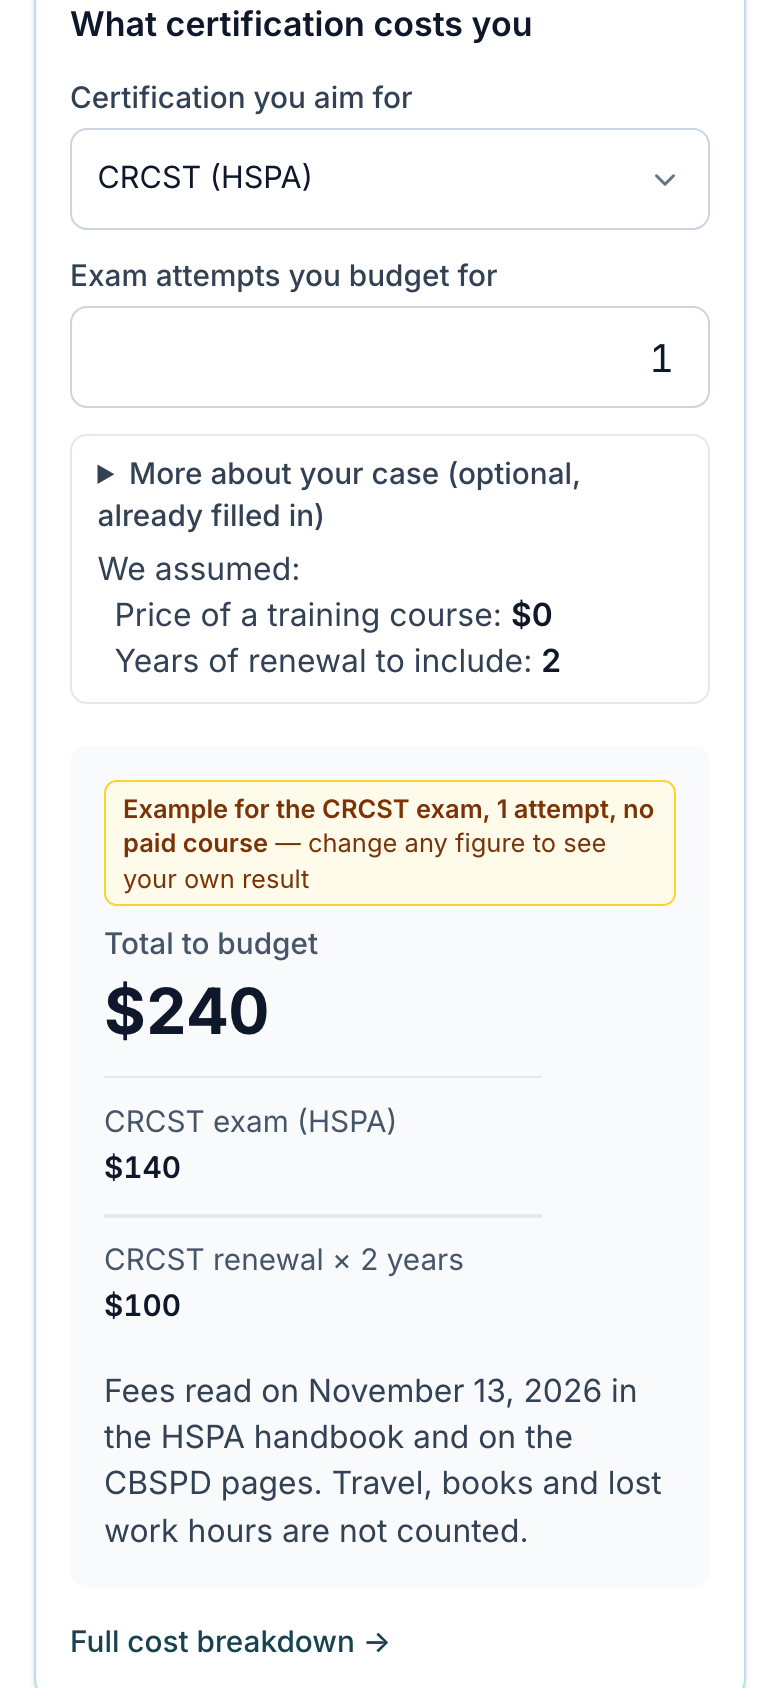 What certification costs you
Certification you aim for
CRCST (HSPA)
Exam attempts you budget for
1
▶ More about your case (optional,
already filled in)
We assumed:
Price of a training course: $0
Years of renewal to include: 2
Example for the CRCST exam, 1 attempt, no
paid course — change any figure to see
your own result
Total to budget
$240
CRCST exam (HSPA)
$140
CRCST renewal × 2 years
$100
Fees read on November 13, 2026 in
the HSPA handbook and on the
CBSPD pages. Travel, books and lost
work hours are not counted.
Full cost breakdown →